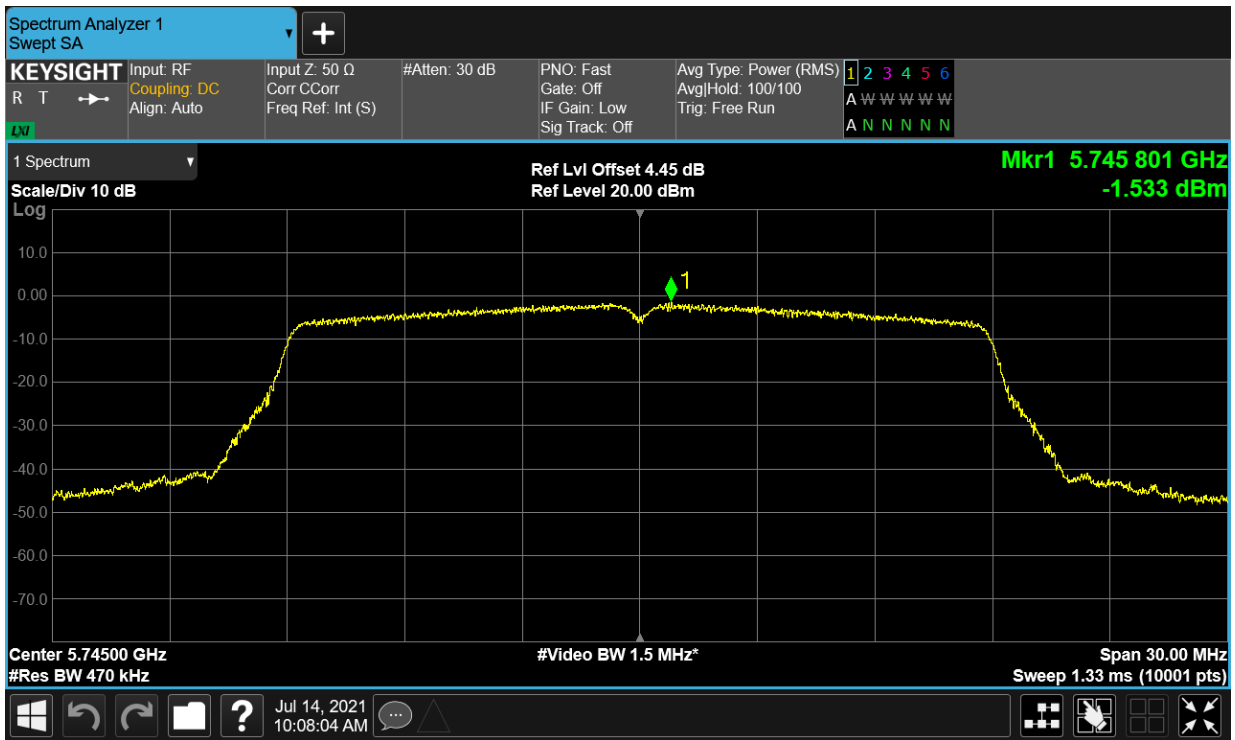 Spectrum Analyzer 1
Swept SA
+
KEYSIGHT
R T
LXI
Input: RF
Coupling: DC
Align: Auto
Input Z: 50 Ω
Corr CCorr
Freq Ref: Int (S)
#Atten: 30 dB
PNO: Fast
Gate: Off
IF Gain: Low
Sig Track: Off
Avg Type: Power (RMS)
Avg|Hold: 100/100
Trig: Free Run
1 2 3 4 5 6
A W W W W W
A N N N N N
1 Spectrum
Scale/Div 10 dB
Log
Ref Lvl Offset 4.45 dB
Ref Level 20.00 dBm
Mkr1 5.745 801 GHz
-1.533 dBm
1
10.0
0.00
-10.0
-20.0
-30.0
-40.0
-50.0
-60.0
-70.0
Center 5.74500 GHz
#Res BW 470 kHz
#Video BW 1.5 MHz*
Span 30.00 MHz
Sweep 1.33 ms (10001 pts)
?
Jul 14, 2021
10:08:04 AM